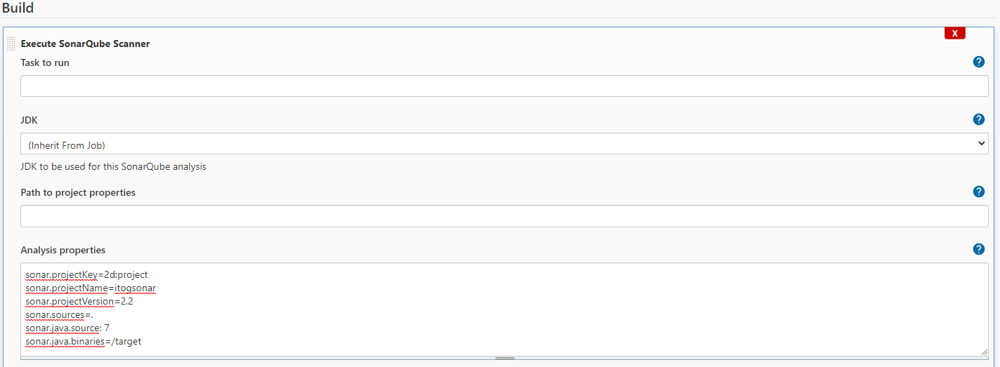 Build
X
Execute SonarQube Scanner
Task to run
?
JDK
?
(Inherit From Job)
JDK to be used for this SonarQube analysis
Path to project properties
?
Analysis properties
?
sonar.projectKey=2d:project
sonar.projectName=itogsonar
sonar.projectVersion=2.2
sonar.sources=.
sonar.java.source: 7
sonar.java.binaries=/target